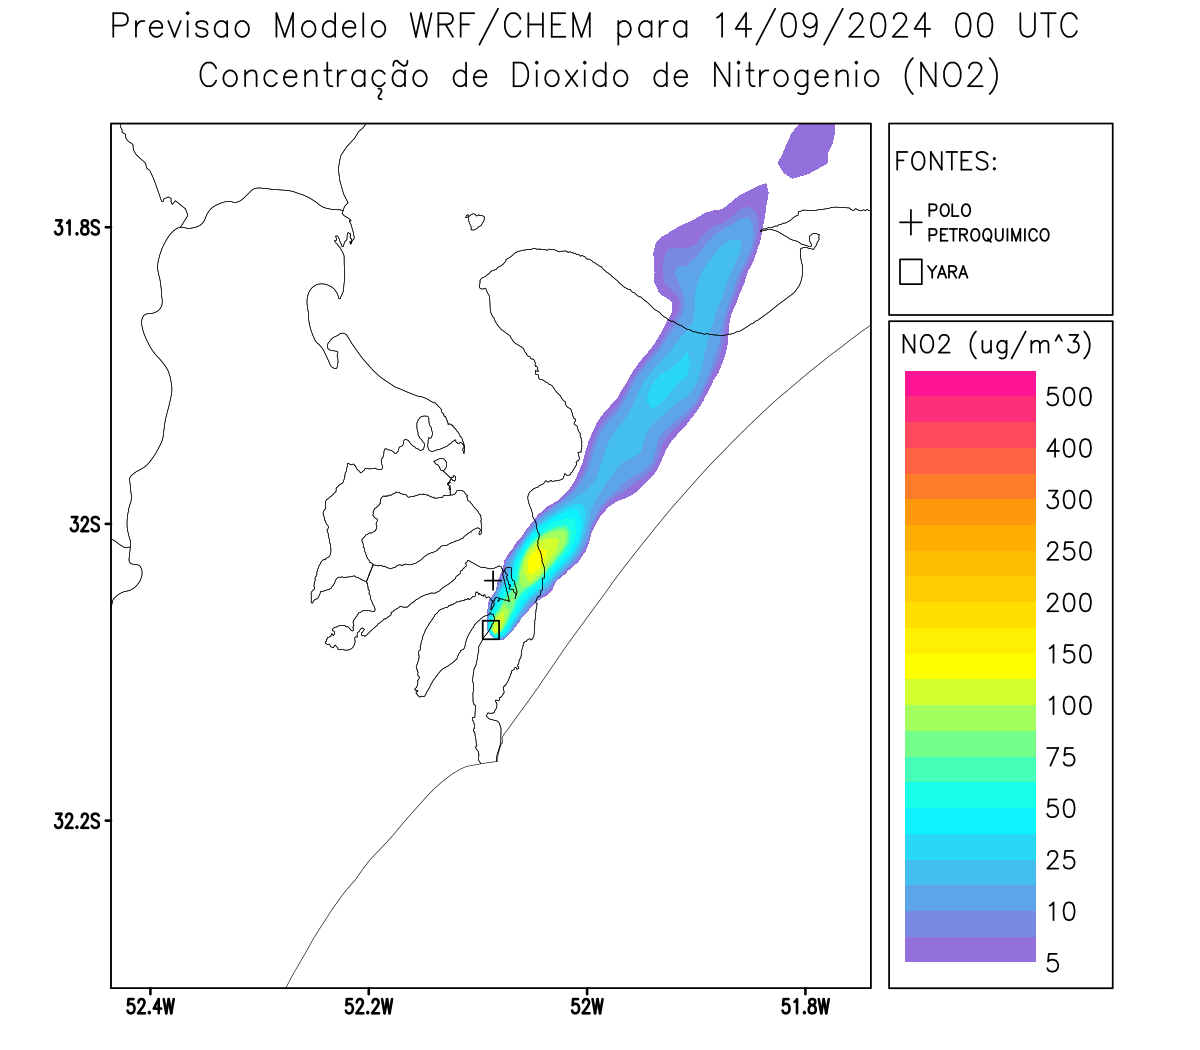 Previsao Modelo WRF/CHEM para 14/09/2024 00 UTC
Concentração de Dioxido de Nitrogenio (NO2)
FONTES:
POLO
PETROQUIMICO
YARA
NO2 (ug/m^3)
500
400
300
250
200
150
100
75
50
25
10
5
31.8S
32S
32.2S
52.4W
52.2W
52W
51.8W